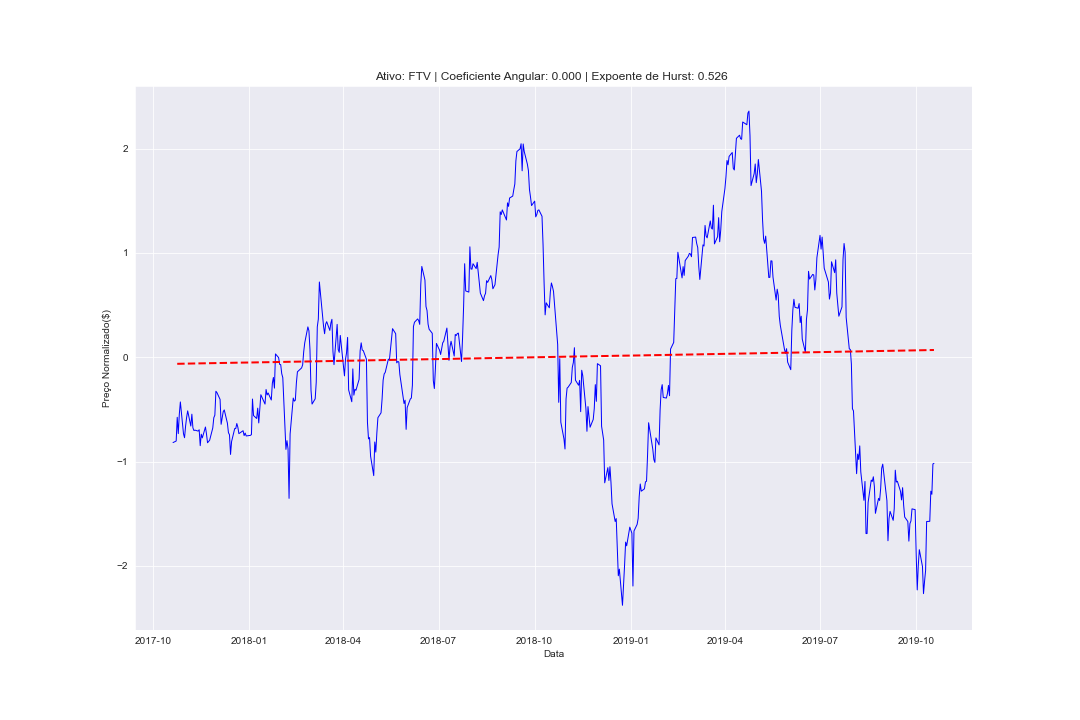 Ativo: FTV | Coeficiente Angular: 0.000 | Expoente de Hurst: 0.526
Preço Normalizado($)
2
1
0
−1
−2
2017-10 2018-01 2018-04 2018-07 2018-10 2019-01 2019-04 2019-07 2019-10
Data